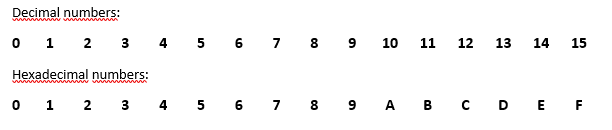 Decimal numbers:
0 1 2 3 4 5 6 7 8 9 10 11 12 13 14 15
Hexadecimal numbers:
0 1 2 3 4 5 6 7 8 9 A B C D E F